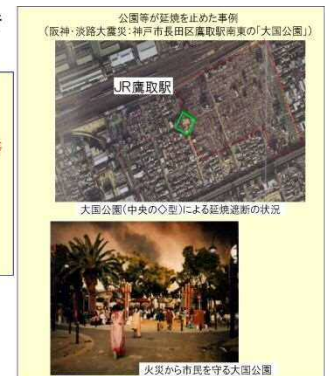 公園等が延焼を止めた事例
(阪神・淡路大震災:神戸市長田区鷹取駅南東の「大国公園」)
JR鷹取駅
大国公園(中央の◇型)による延焼遮断の状況
火災から市民を守る大国公園